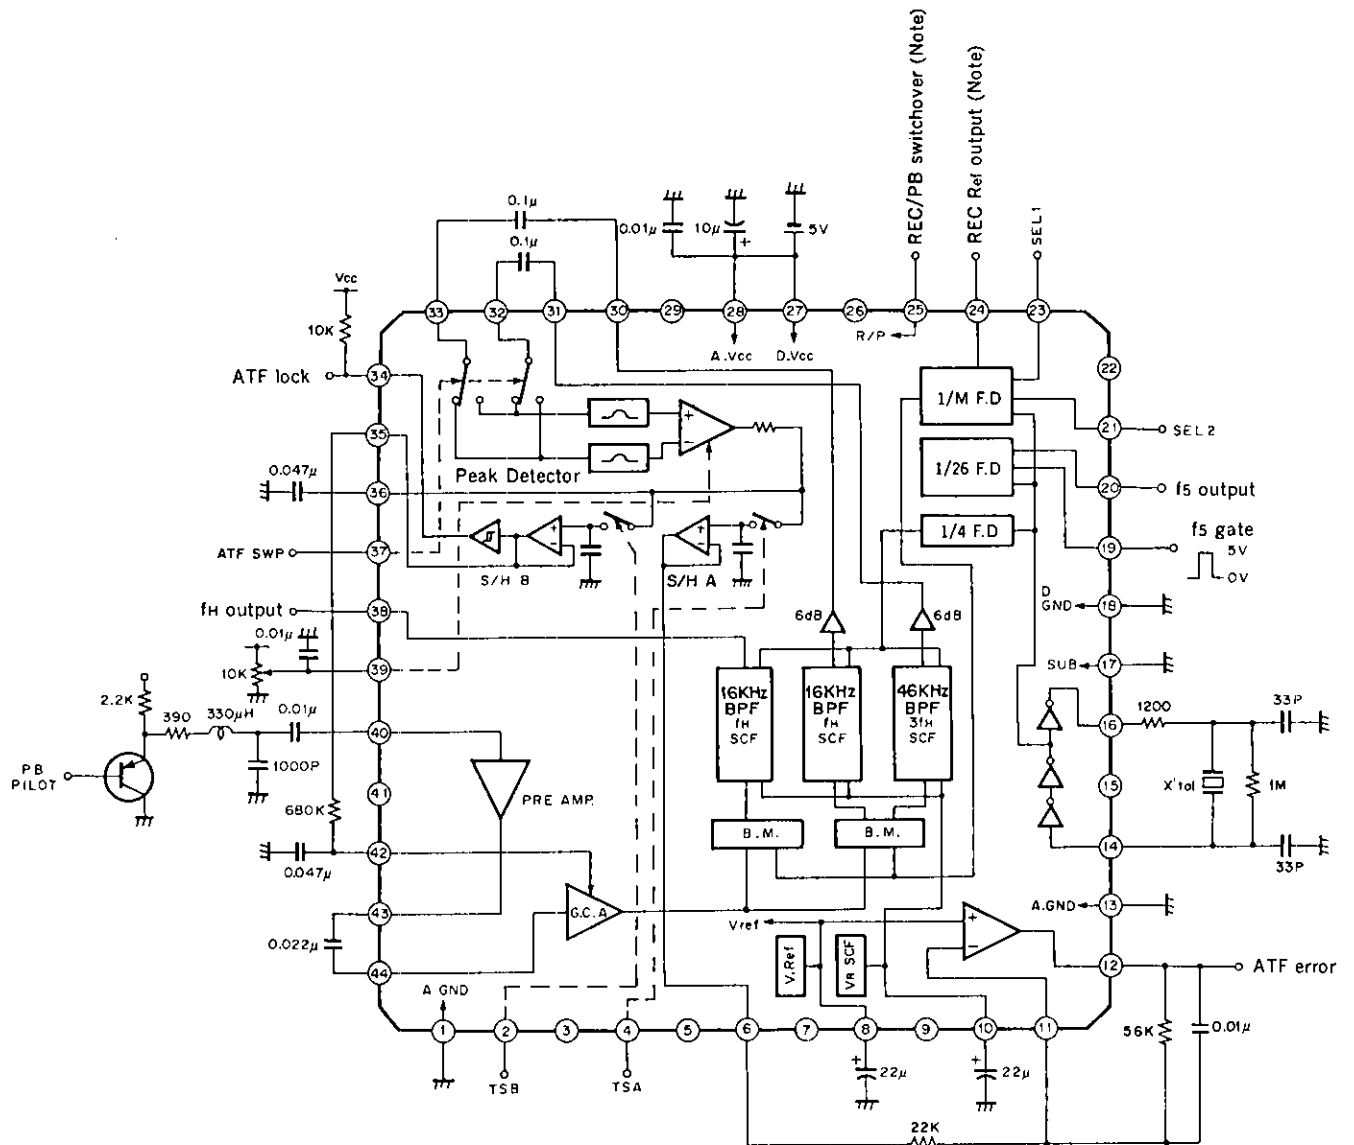 REC/PB switchover (Note)
REC Ref output (Note)
SEL1
0.1μ
0.1μ
0.01μ
10μ
+
5V
Vcc
10K
33
32
31
30
29
28
27
26
25
24
23
R/P
A.Vcc
D.Vcc
ATF lock
34
22
1/M F.D
35
21
SEL2
Peak Detector
+
−
1/26 F.D
0.047μ
36
20
f5 output
1/4 F.D
f5 gate
ATF SWP
37
+
−
+
−
19
5V
0V
S/H B
S/H A
fH output
38
6dB
6dB
D
GND
18
0.01μ
10K
39
SUB
17
16KHz
BPF
fH
SCF
16KHz
BPF
fH
SCF
46KHz
BPF
3fH
SCF
2.2K
390
330μH
0.01μ
40
16
1200
33P
PB
PILOT
1000P
41
PRE AMP.
15
X'tal
1M
680K
B.M.
B.M.
0.047μ
42
14
33P
43
G.C.A
Vref
+
−
A.GND
13
0.022μ
V.Ref
VR SCF
44
12
ATF error
A GND
1
2
3
4
5
6
7
8
9
10
11
56K
0.01μ
TSB
TSA
+
22μ
+
22μ
22K